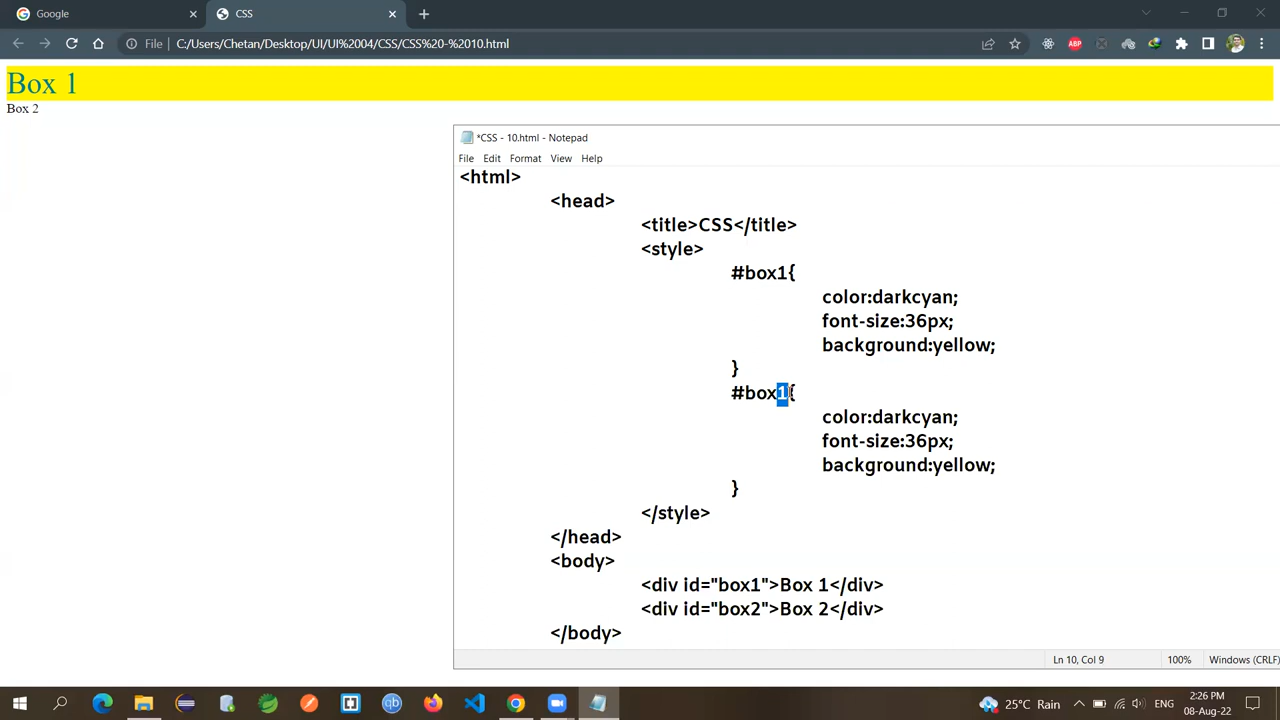 Google
CSS
File
C:/Users/Chetan/Desktop/UI/UI%2004/CSS/CSS%20-%2010.html
ABP
Box 1
Box 2
*CSS - 10.html - Notepad
File Edit Format View Help
<html>
<head>
<title>CSS</title>
<style>
#box1{
color:darkcyan;
font-size:36px;
background:yellow;
}
#box1{
color:darkcyan;
font-size:36px;
background:yellow;
}
</style>
</head>
<body>
<div id="box1">Box 1</div>
<div id="box2">Box 2</div>
</body>
Ln 10, Col 9 100% Windows (CRLF)
qb
25°C Rain
ENG
2:26 PM
08-Aug-22